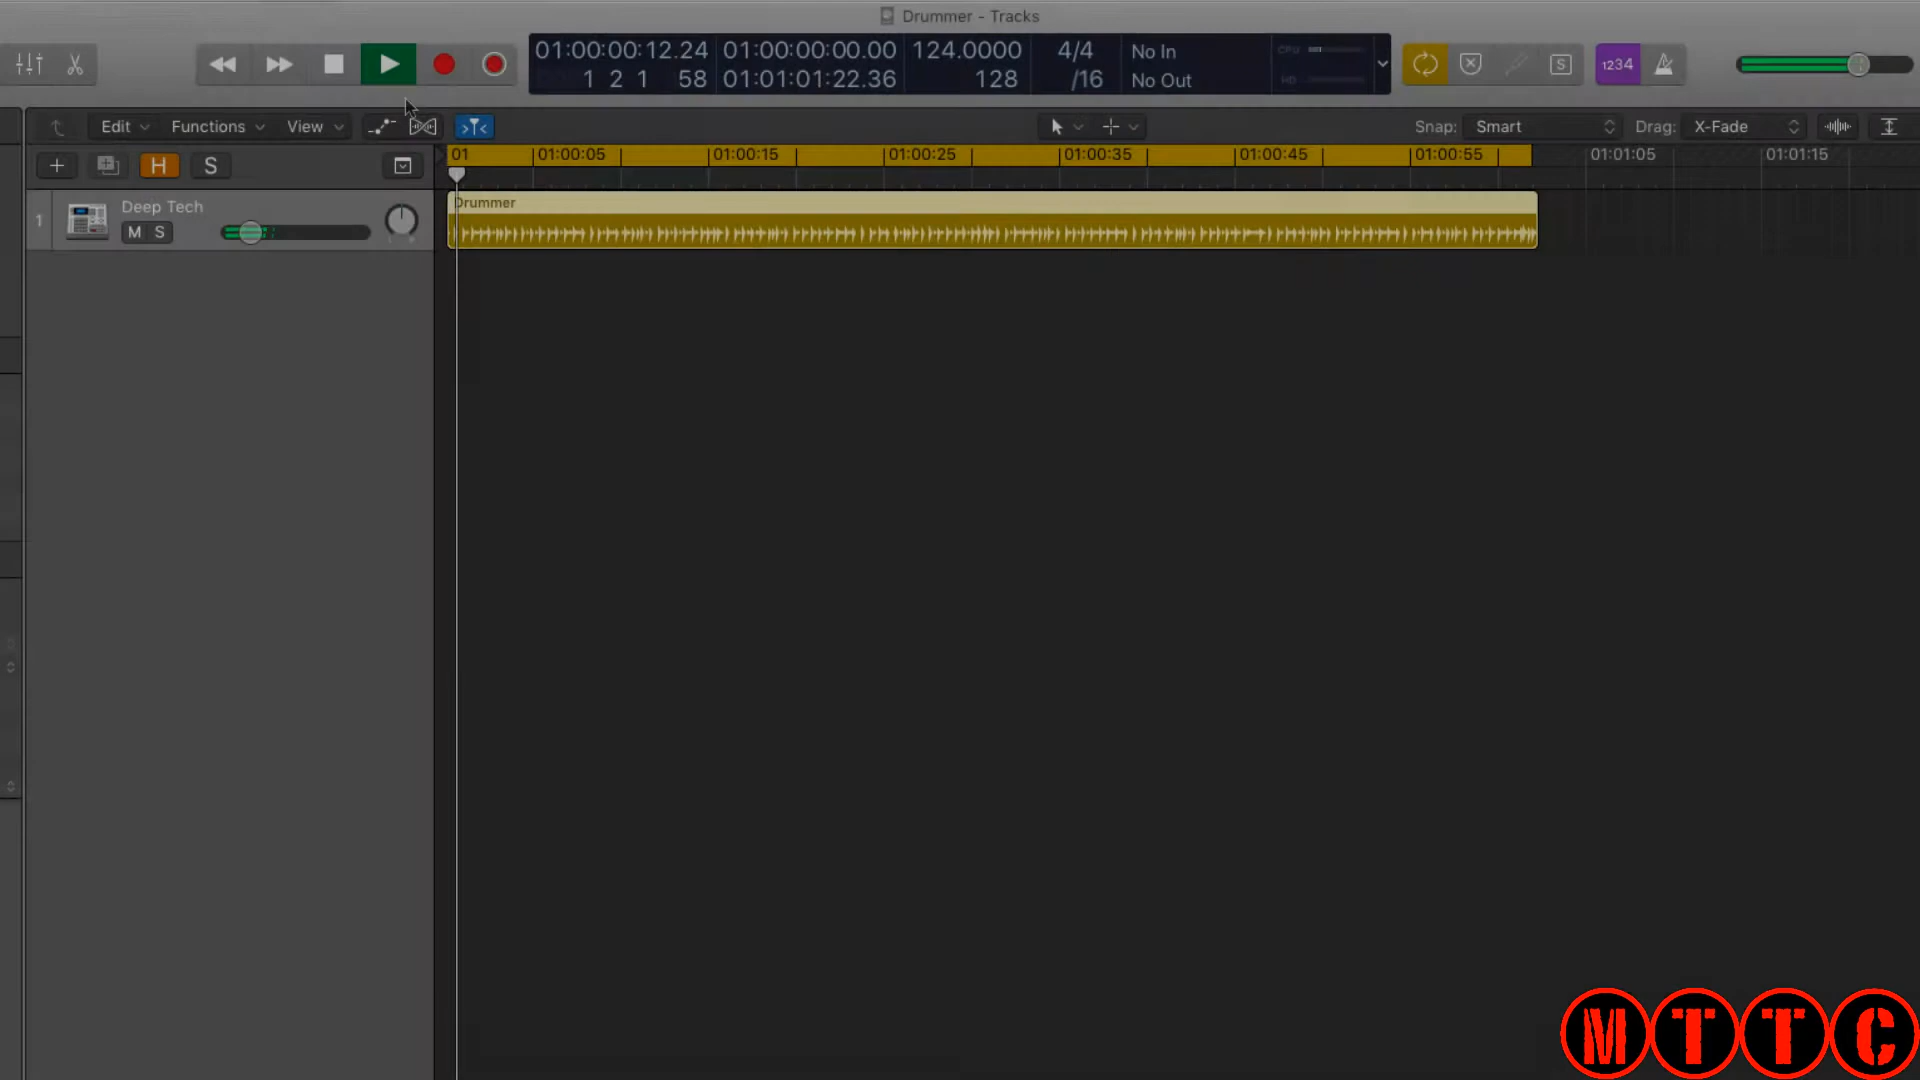 Drummer - Tracks
01:00:00:12.24 01:00:00:00.00 124.0000 4/4 No In CPU
1 2 1 58 01:01:01:22.36 128 /16 No Out HD
S 1234
Edit Functions View Snap: Smart Drag: X-Fade
H S
01 01:00:05 01:00:15 01:00:25 01:00:35 01:00:45 01:00:55 01:01:05 01:01:15
1 Deep Tech
M S
Drummer
MTTC